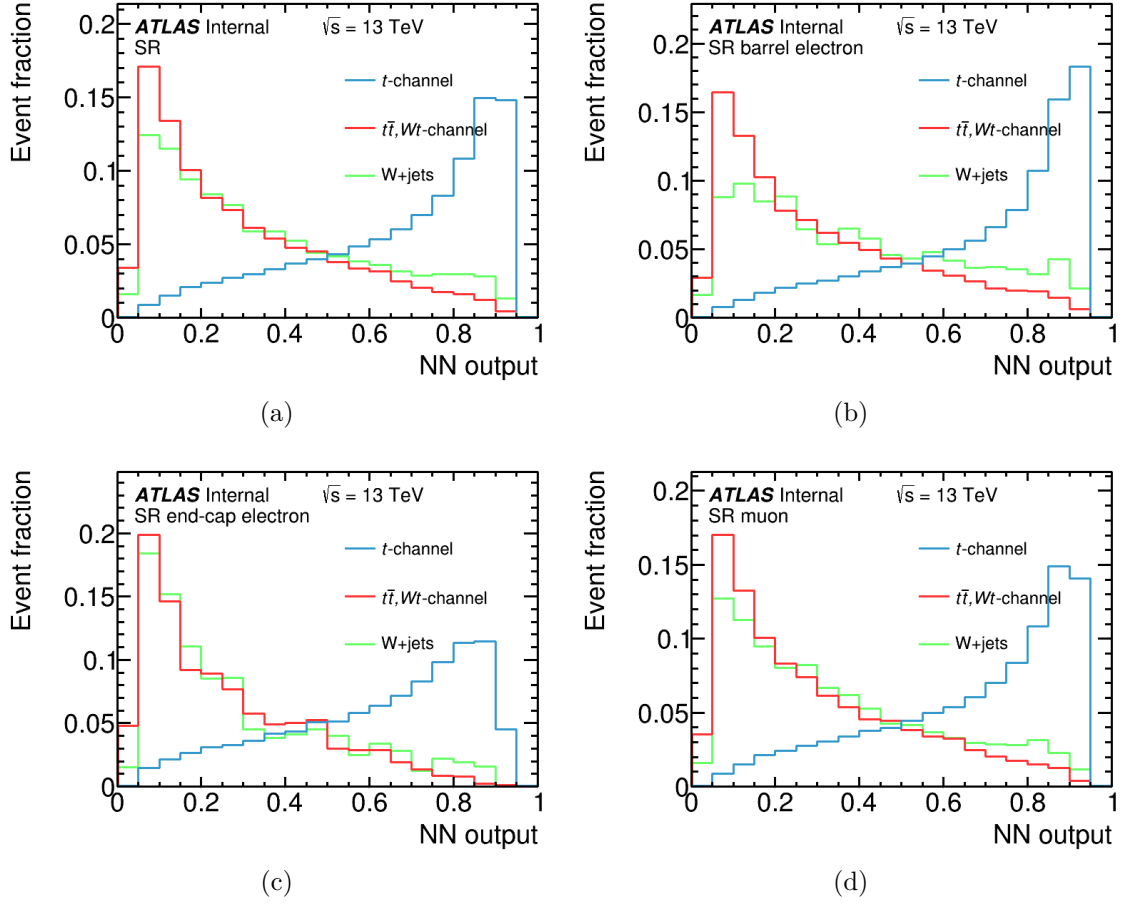 Event fraction
ATLAS Internal √s = 13 TeV
SR
t-channel
tt̄,Wt-channel
W+jets
0.2
0.15
0.1
0.05
0
0 0.2 0.4 0.6 0.8 1
NN output
(a)
Event fraction
ATLAS Internal √s = 13 TeV
SR barrel electron
t-channel
tt̄,Wt-channel
W+jets
0.2
0.15
0.1
0.05
0
0 0.2 0.4 0.6 0.8 1
NN output
(b)
Event fraction
ATLAS Internal √s = 13 TeV
SR end-cap electron
t-channel
tt̄,Wt-channel
W+jets
0.2
0.15
0.1
0.05
0
0 0.2 0.4 0.6 0.8 1
NN output
(c)
Event fraction
ATLAS Internal √s = 13 TeV
SR muon
t-channel
tt̄,Wt-channel
W+jets
0.2
0.15
0.1
0.05
0
0 0.2 0.4 0.6 0.8 1
NN output
(d)